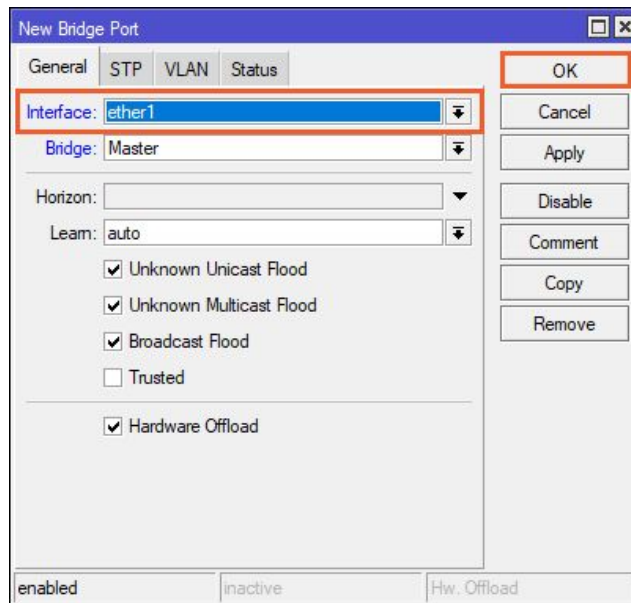 New Bridge Port
General STP VLAN Status
OK
Interface: ether1
Cancel
Bridge: Master
Apply
Horizon:
Disable
Learn: auto
Comment
Unknown Unicast Flood
Copy
Unknown Multicast Flood
Remove
Broadcast Flood
Trusted
Hardware Offload
enabled inactive Hw. Offload